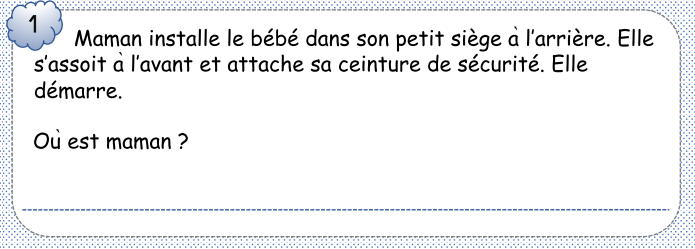 1
Maman installe le bébé dans son petit siège à l'arrière. Elle
s'assoit à l'avant et attache sa ceinture de sécurité. Elle
démarre.
Où est maman ?